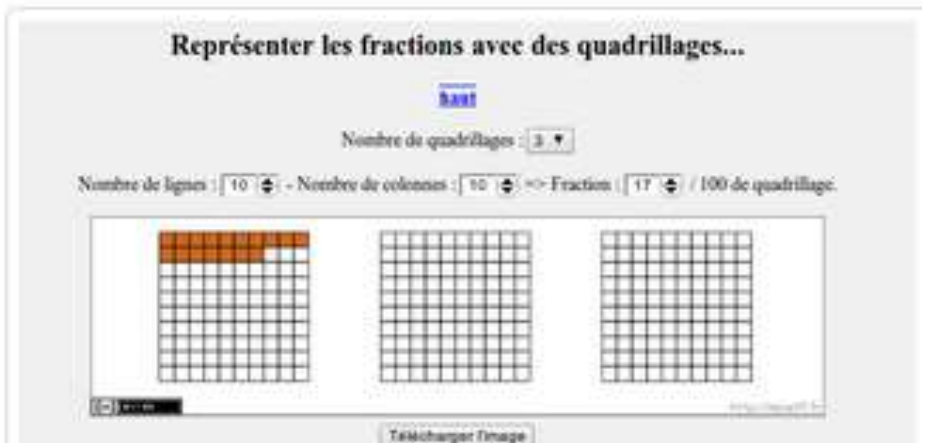 Représenter les fractions avec des quadrillages...
haut
Nombre de quadrillages : 3
Nombre de lignes : 10 - Nombre de colonnes : 10 => Fraction : 17 / 100 de quadrillage.
Télécharger l'image